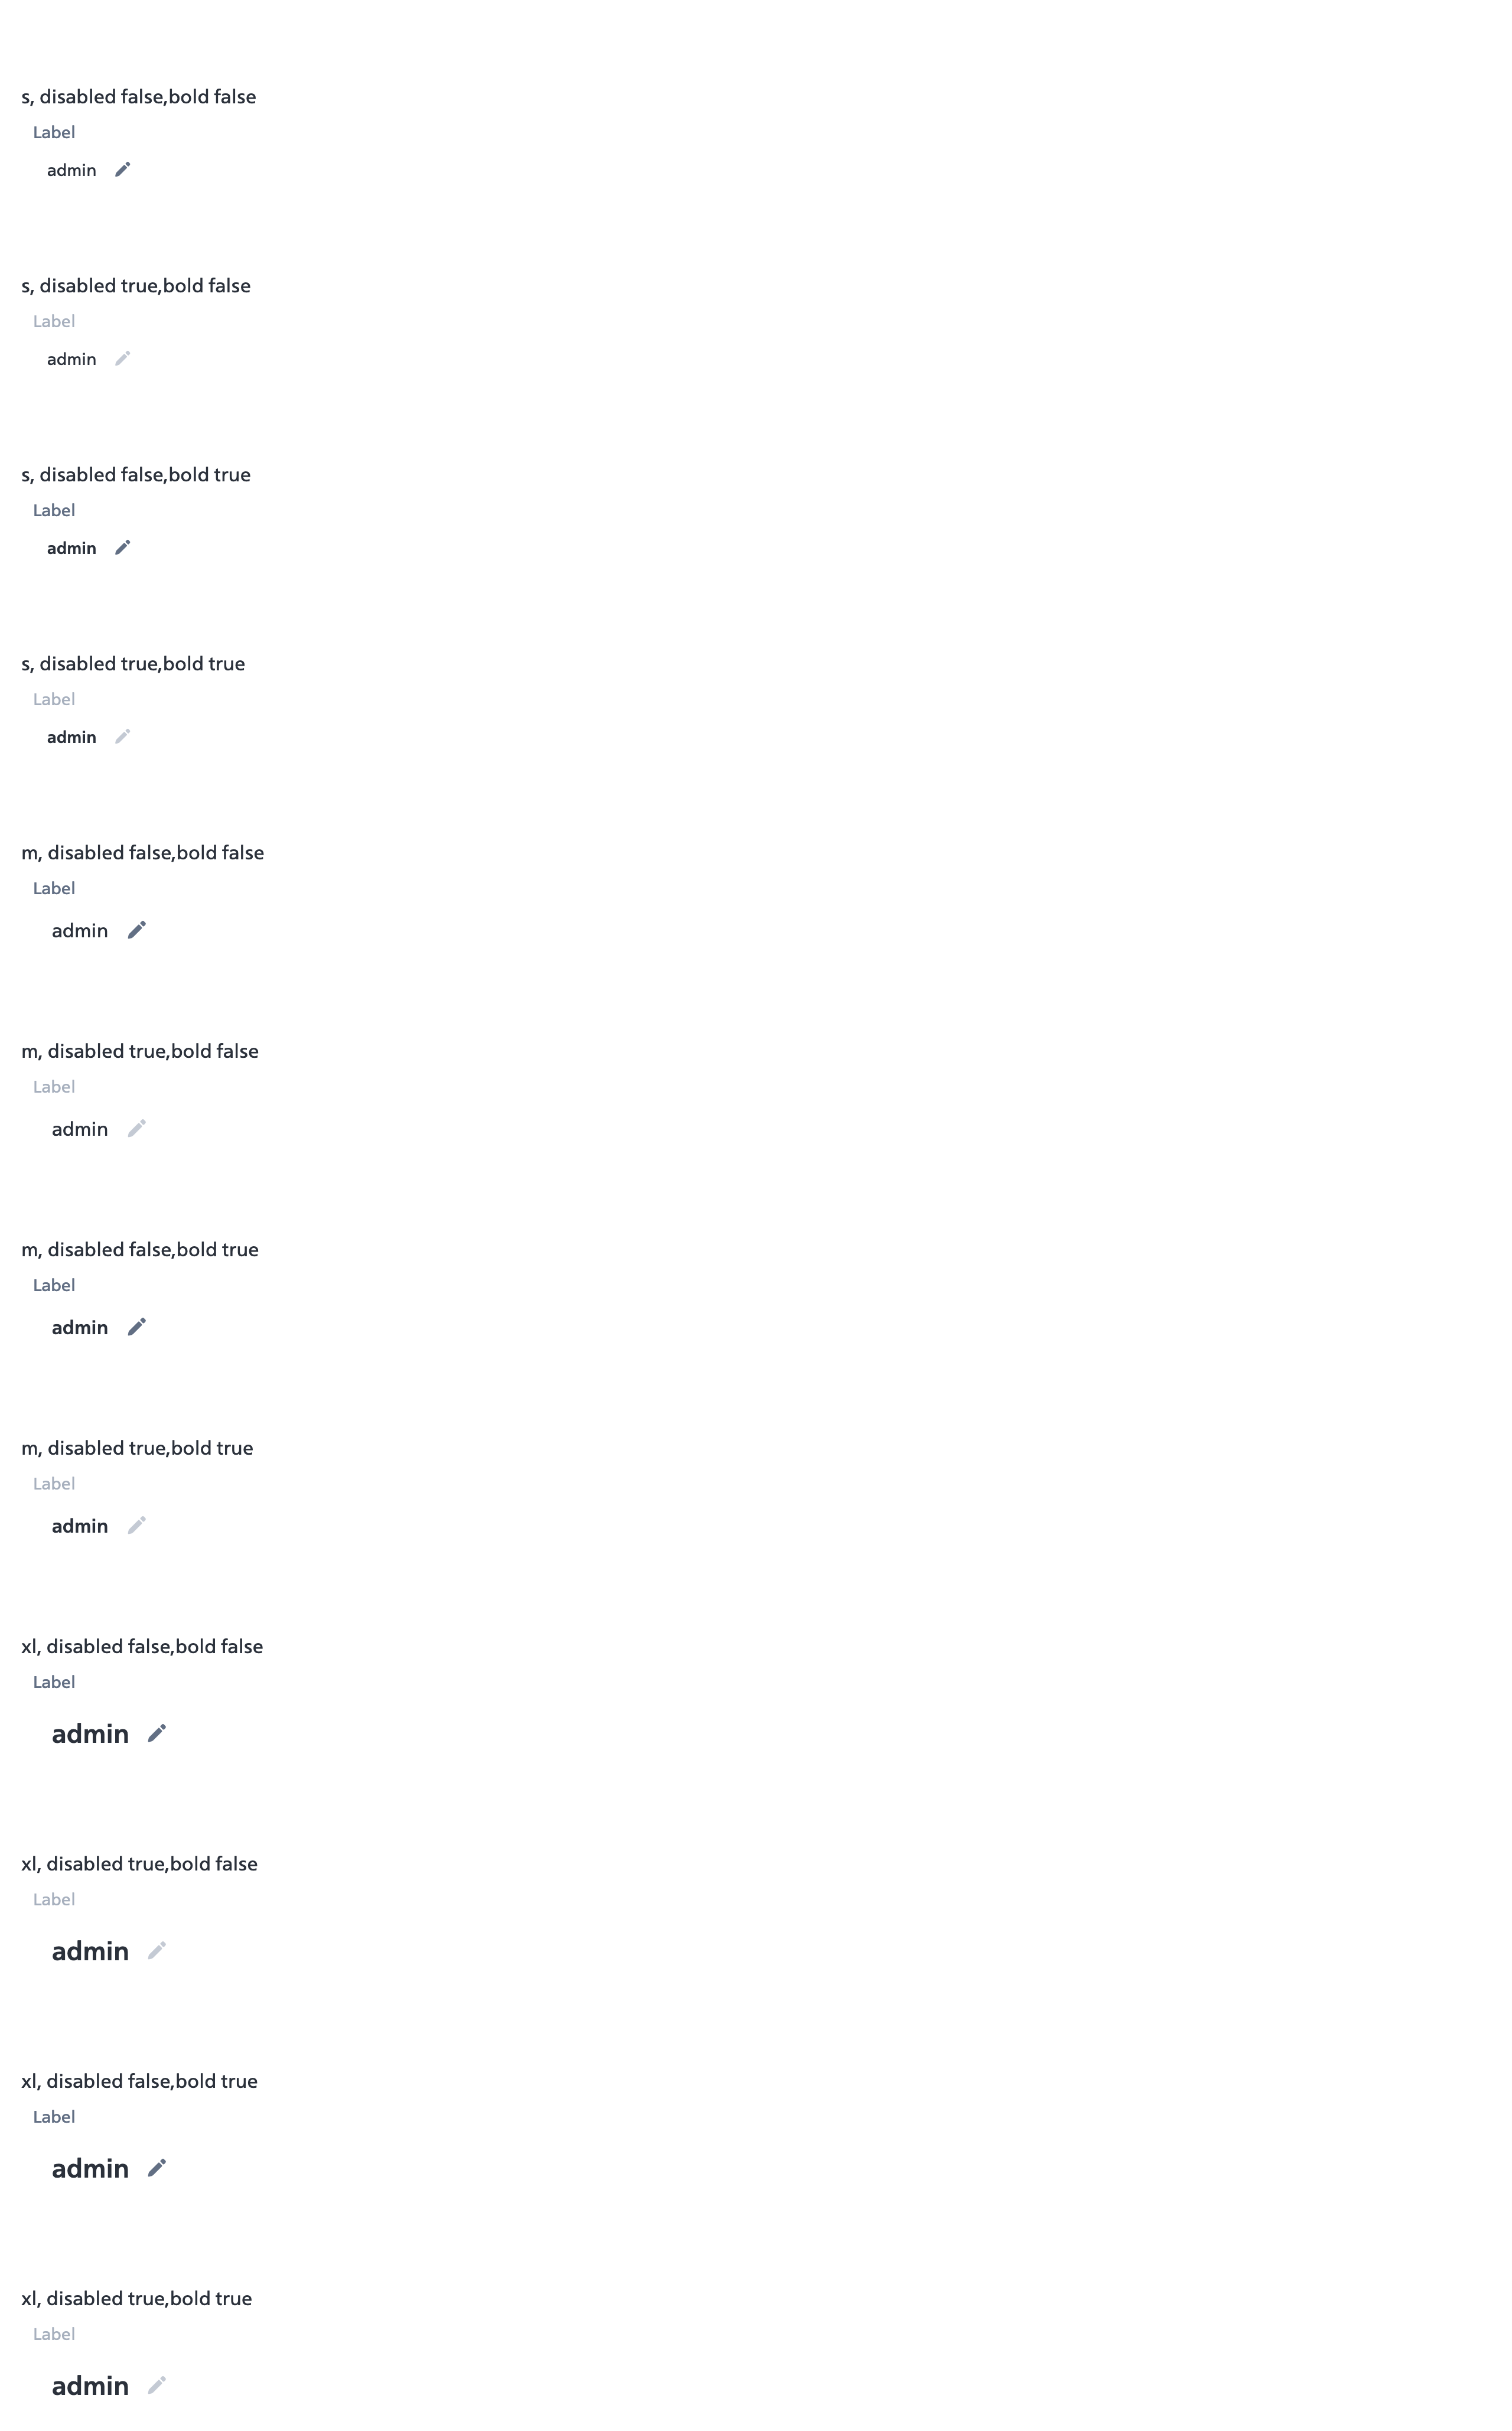 s, disabled false,bold false
Label
admin
s, disabled true,bold false
Label
admin
s, disabled false,bold true
Label
admin
s, disabled true,bold true
Label
admin
m, disabled false,bold false
Label
admin
m, disabled true,bold false
Label
admin
m, disabled false,bold true
Label
admin
m, disabled true,bold true
Label
admin
xl, disabled false,bold false
Label
admin
xl, disabled true,bold false
Label
admin
xl, disabled false,bold true
Label
admin
xl, disabled true,bold true
Label
admin